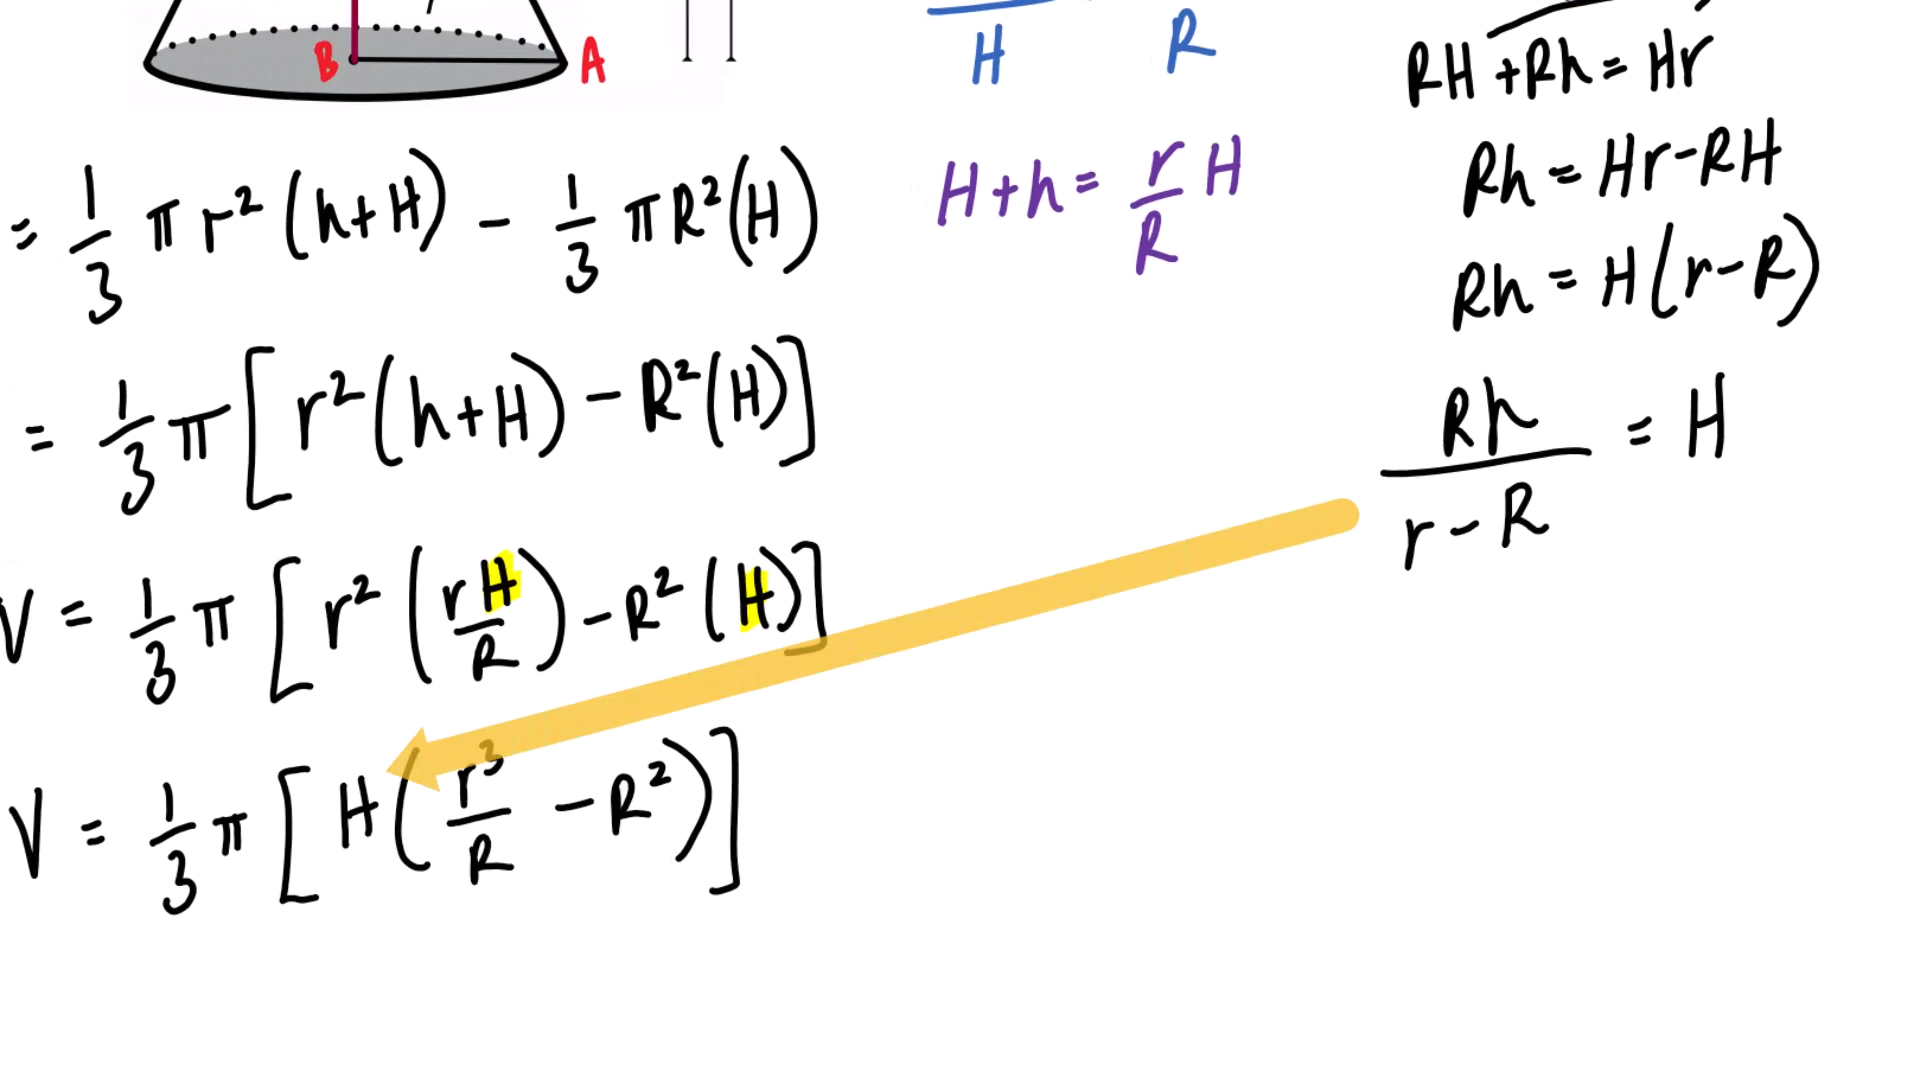 B A
H R
RH + Rh = Hr
= 1/3 π r² (h+H) - 1/3 π R² (H)
H + h = r/R H
Rh = Hr - RH
Rh = H(r-R)
= 1/3 π [ r² (h+H) - R² (H) ]
Rh/(r-R) = H
V = 1/3 π [ r² (rH/R) - R² (H) ]
V = 1/3 π [ H ( r³/R - R² ) ]